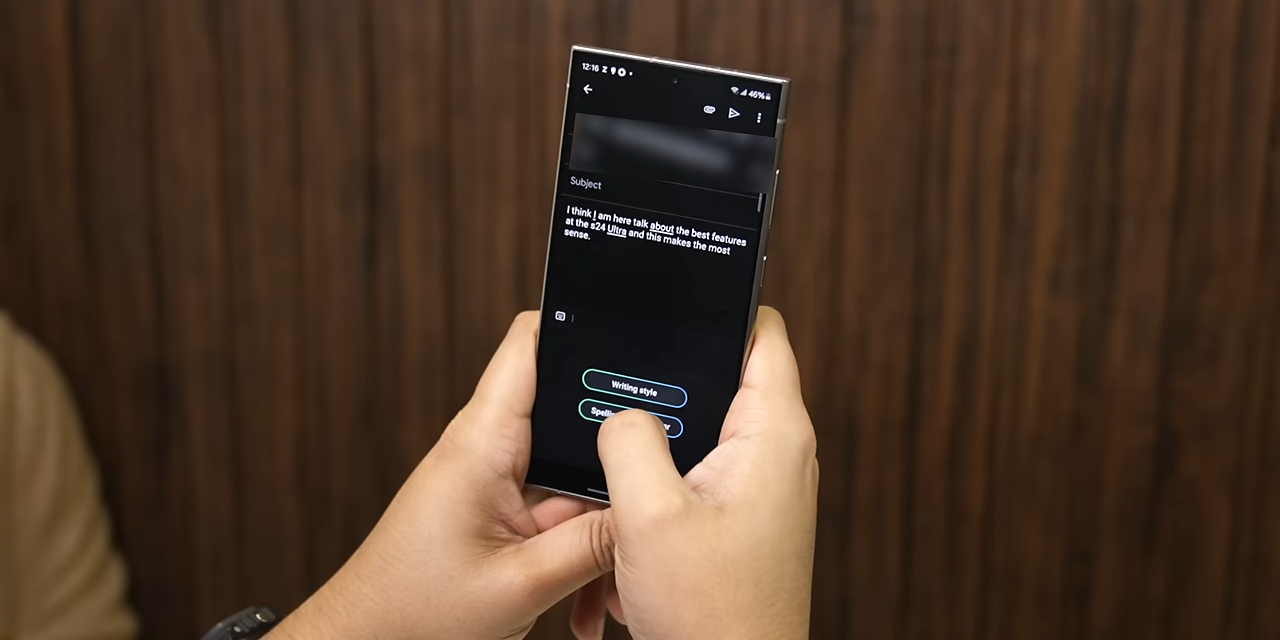 12:16 46%
Subject
I think I am here talk about the best features
at the s24 Ultra and this makes the most
sense.
Writing style